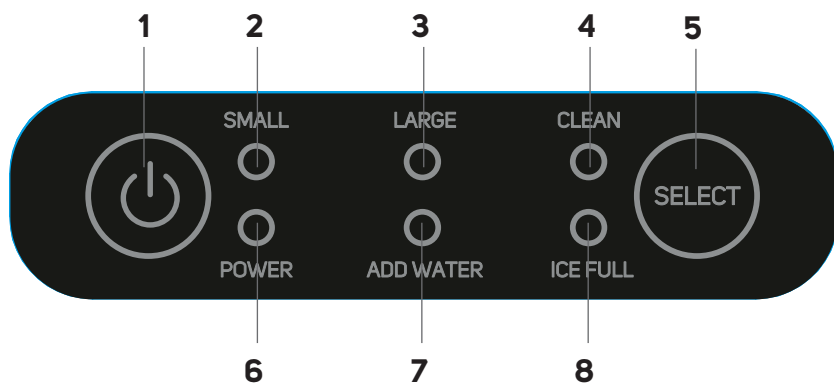 1 2 3 4 5
SMALL LARGE CLEAN
SELECT
POWER ADD WATER ICE FULL
6 7 8